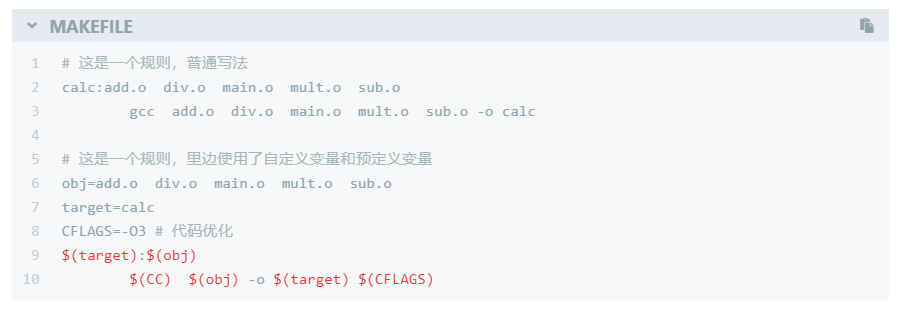 MAKEFILE
1 # 这是一个规则，普通写法
2 calc:add.o  div.o  main.o  mult.o  sub.o
3         gcc  add.o  div.o  main.o  mult.o  sub.o -o calc
4
5 # 这是一个规则，里边使用了自定义变量和预定义变量
6 obj=add.o  div.o  main.o  mult.o  sub.o
7 target=calc
8 CFLAGS=-O3 # 代码优化
9 $(target):$(obj)
10         $(CC)  $(obj) -o $(target) $(CFLAGS)